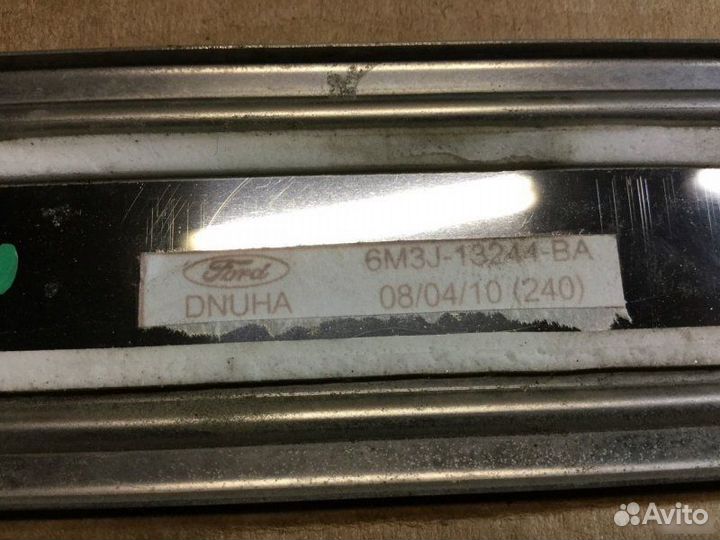 Ford 6M3J-13244-BA
DNUHA 08/04/10 (240)
Avito